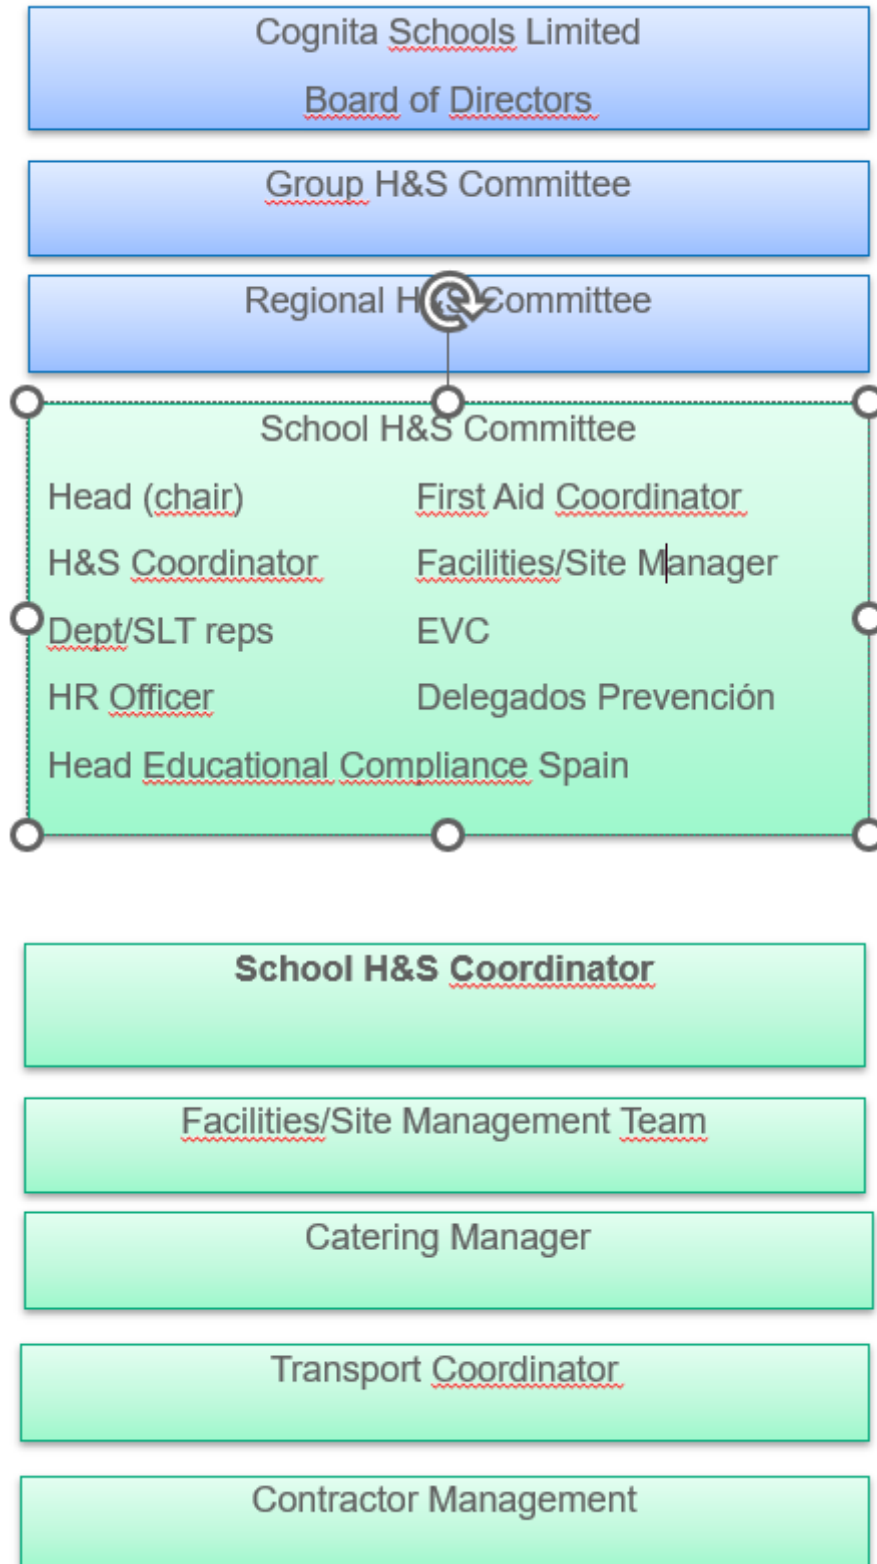 Cognita Schools Limited
Board of Directors
Group H&S Committee
Regional H&S Committee
School H&S Committee
Head (chair) First Aid Coordinator
H&S Coordinator Facilities/Site Manager
Dept/SLT reps EVC
HR Officer Delegados Prevención
Head Educational Compliance Spain
School H&S Coordinator
Facilities/Site Management Team
Catering Manager
Transport Coordinator
Contractor Management